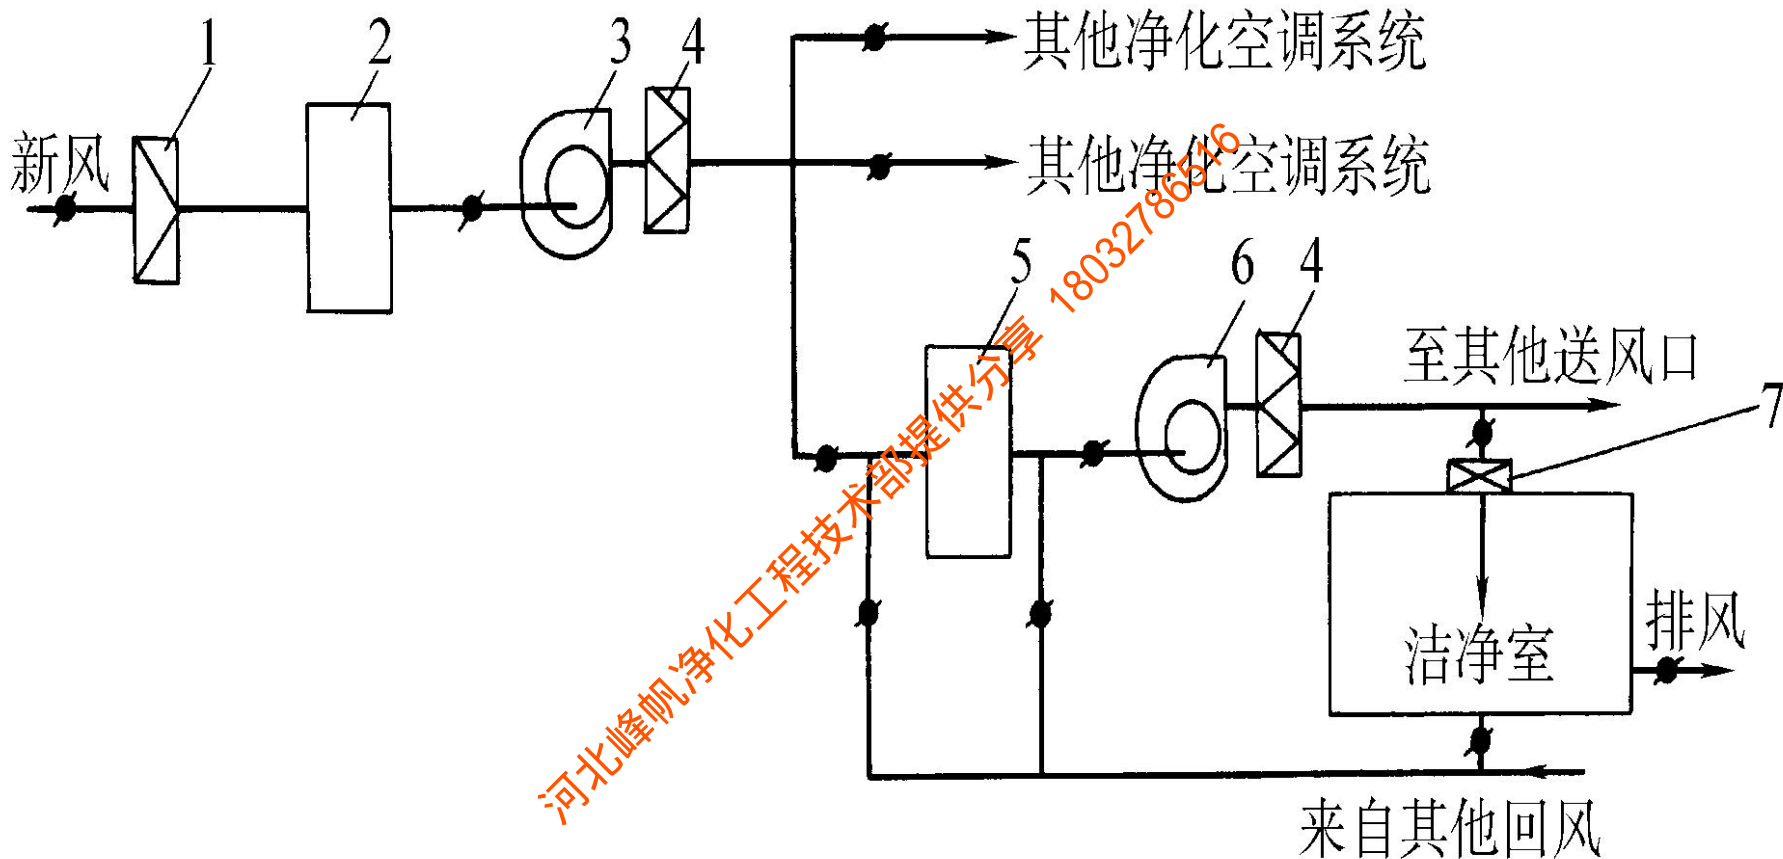 1
2
3
4
其他净化空调系统
新风
其他净化空调系统
5
6
4
至其他送风口
7
洁净室
排风
来自其他回风
河北峰帆净化工程技术部提供分享 18032786516